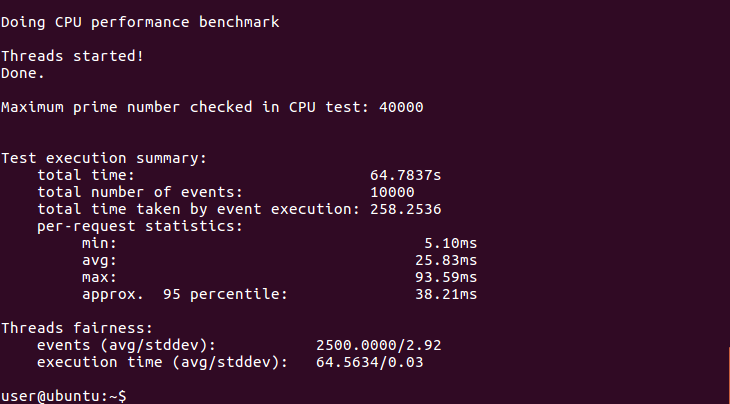 Doing CPU performance benchmark
Threads started!
Done.
Maximum prime number checked in CPU test: 40000
Test execution summary:
total time: 64.7837s
total number of events: 10000
total time taken by event execution: 258.2536
per-request statistics:
min: 5.10ms
avg: 25.83ms
max: 93.59ms
approx.  95 percentile: 38.21ms
Threads fairness:
events (avg/stddev): 2500.0000/2.92
execution time (avg/stddev): 64.5634/0.03
user@ubuntu:~$